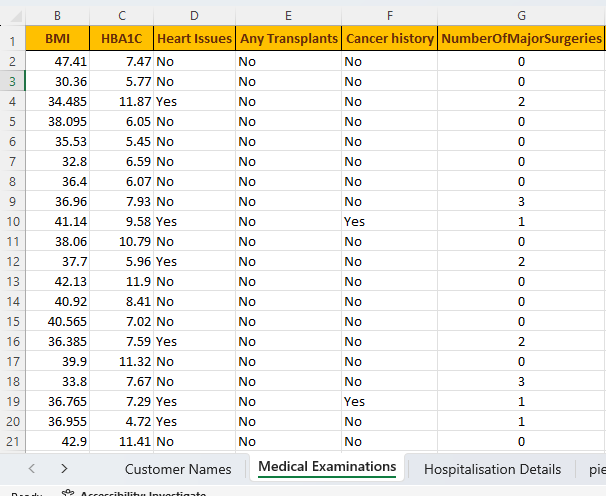 B C D E F G
1 BMI HBA1C Heart Issues Any Transplants Cancer history NumberOfMajorSurgeries
2 47.41 7.47 No No No 0
3 30.36 5.77 No No No 0
4 34.485 11.87 Yes No No 2
5 38.095 6.05 No No No 0
6 35.53 5.45 No No No 0
7 32.8 6.59 No No No 0
8 36.4 6.07 No No No 0
9 36.96 7.93 No No No 3
10 41.14 9.58 Yes No Yes 1
11 38.06 10.79 No No No 0
12 37.7 5.96 Yes No No 2
13 42.13 11.9 No No No 0
14 40.92 8.41 No No No 0
15 40.565 7.02 No No No 0
16 36.385 7.59 Yes No No 2
17 39.9 11.32 No No No 0
18 33.8 7.67 No No No 3
19 36.765 7.29 Yes No Yes 1
20 36.955 4.72 Yes No No 1
21 42.9 11.41 No No No 0
Customer Names Medical Examinations Hospitalisation Details pie
Ready Accessibility: Investigate